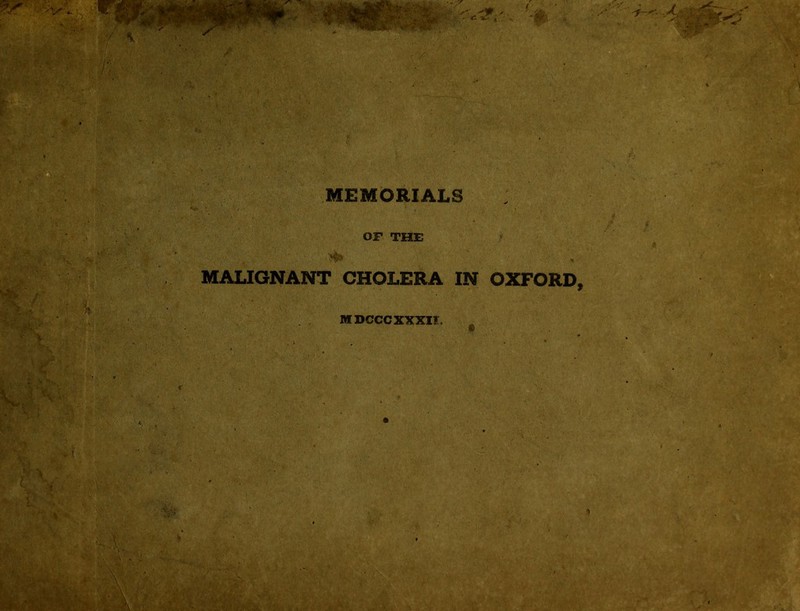 MEMORIALS
OF THE
MALIGNANT CHOLERA IN OXFORD,
MDCCCXXXII.